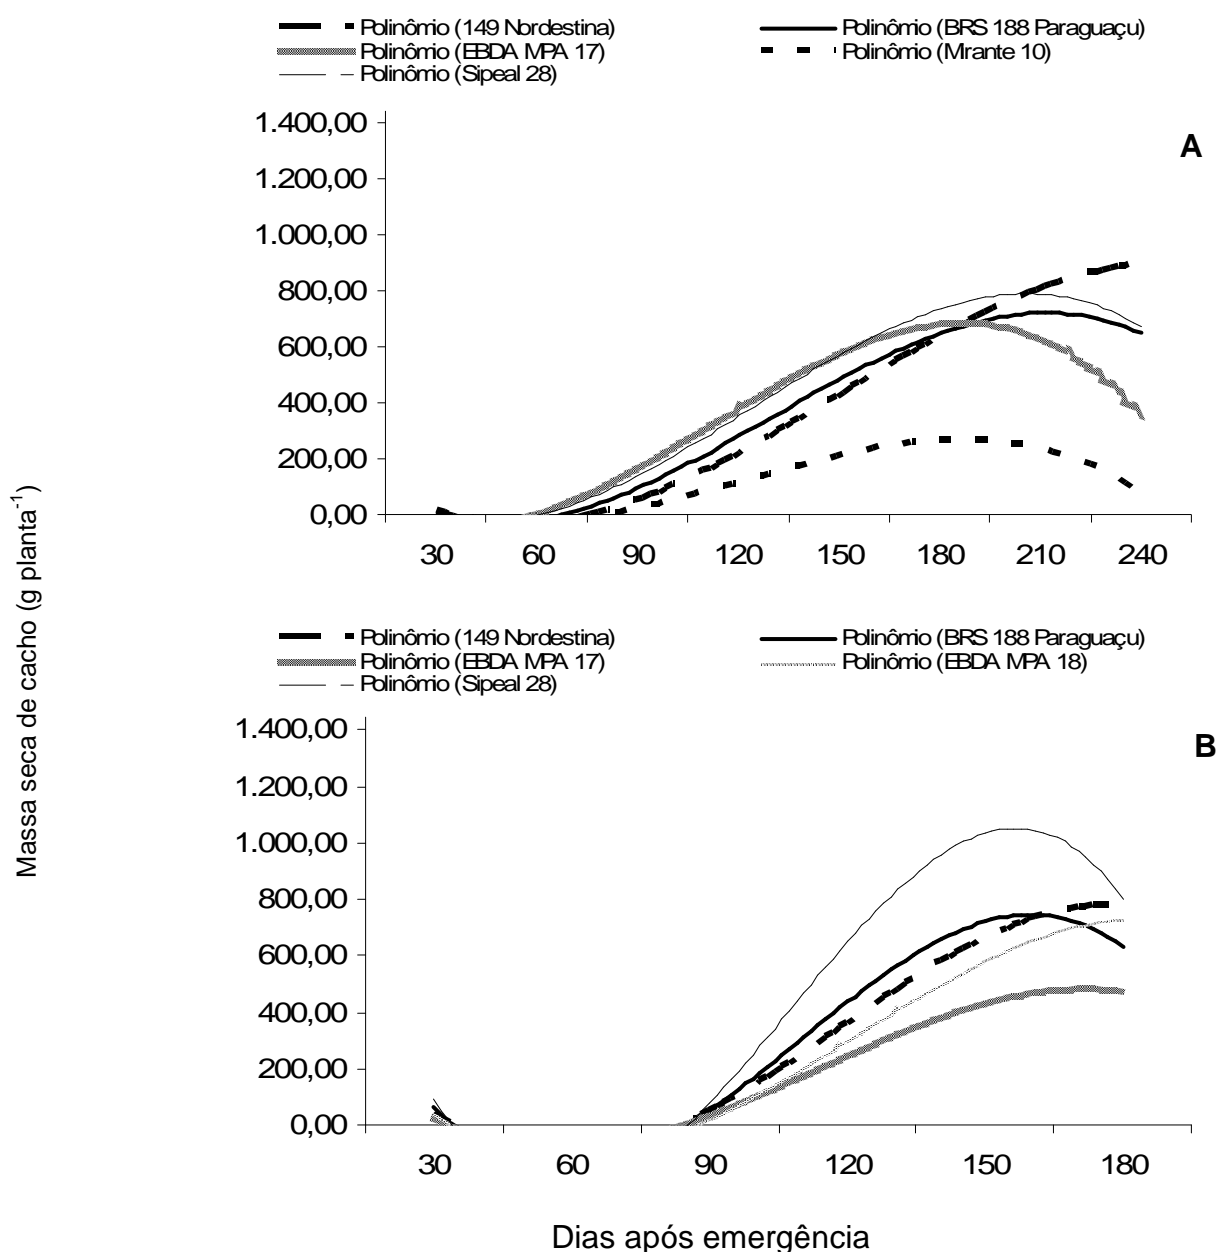 Polinômio (149 Nordestina) Polinômio (BRS 188 Paraguaçu)
Polinômio (EBDA MPA 17) Polinômio (Mirante 10)
Polinômio (Sipeal 28)
A
1.400,00
1.200,00
1.000,00
800,00
600,00
400,00
200,00
0,00
30 60 90 120 150 180 210 240
Massa seca de cacho (g planta⁻¹)
Polinômio (149 Nordestina) Polinômio (BRS 188 Paraguaçu)
Polinômio (EBDA MPA 17) Polinômio (EBDA MPA 18)
Polinômio (Sipeal 28)
B
1.400,00
1.200,00
1.000,00
800,00
600,00
400,00
200,00
0,00
30 60 90 120 150 180
Dias após emergência